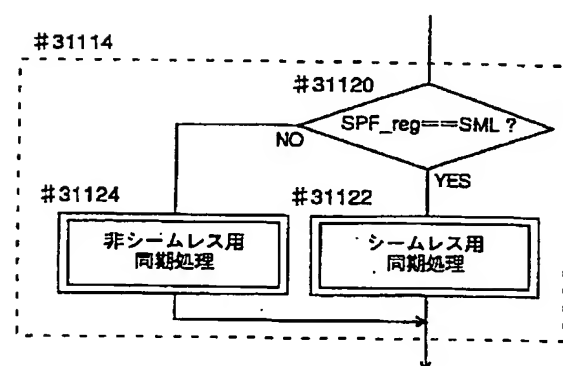 #31114
#31120
SPF_reg==SML ?
NO
YES
#31124
#31122
非シームレス用
同期処理
シームレス用
同期処理